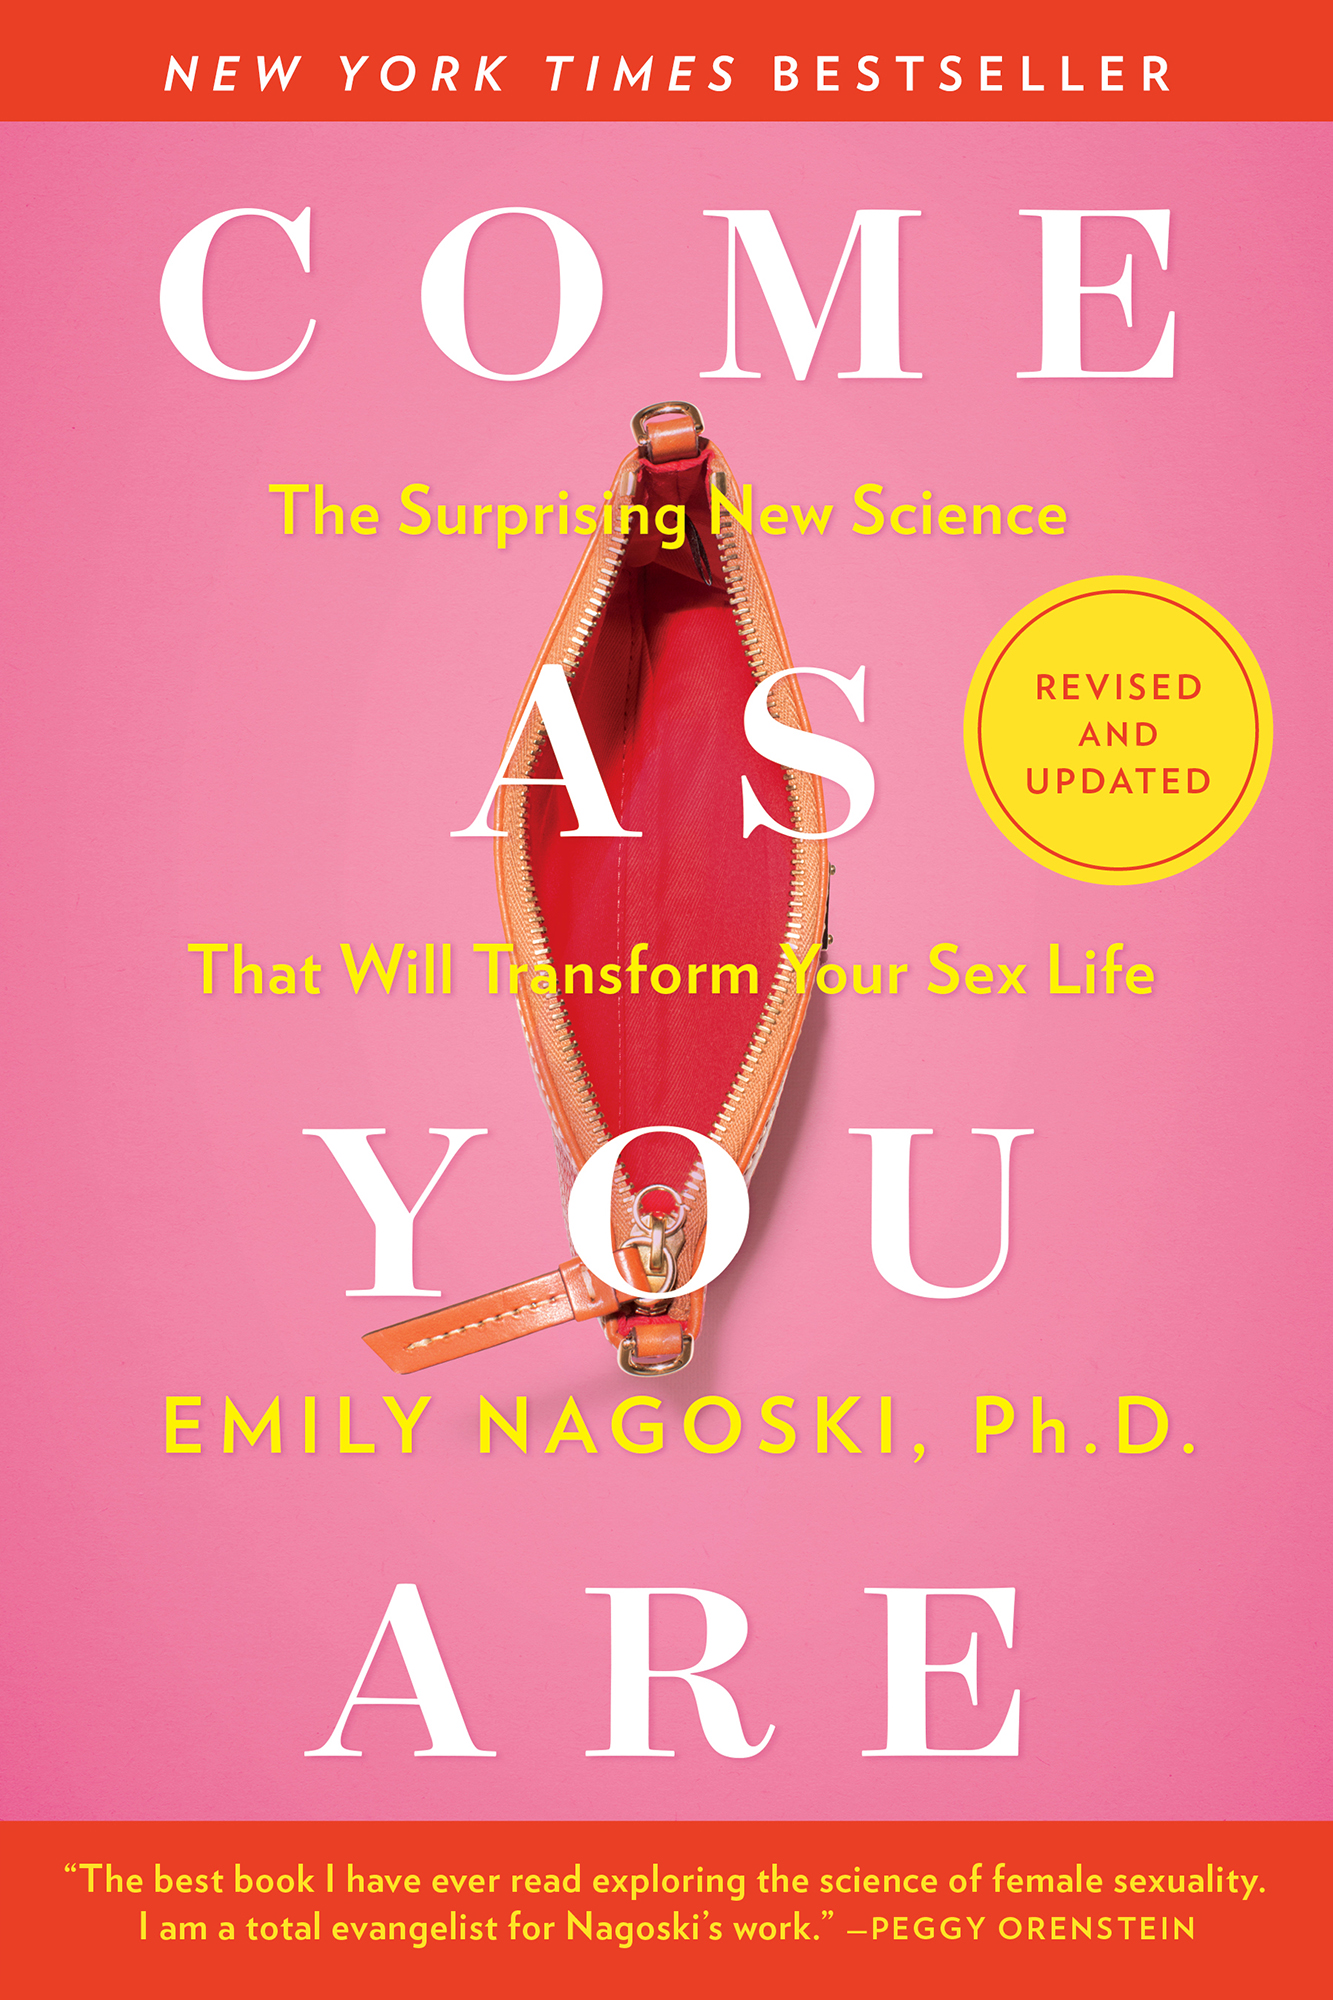 NEW YORK TIMES BESTSELLER
COME
The Surprising New Science
AS
REVISED
AND
UPDATED
That Will Transform Your Sex Life
YOU
EMILY NAGOSKI, Ph.D.
ARE
“The best book I have ever read exploring the science of female sexuality.
I am a total evangelist for Nagoski’s work.” —PEGGY ORENSTEIN